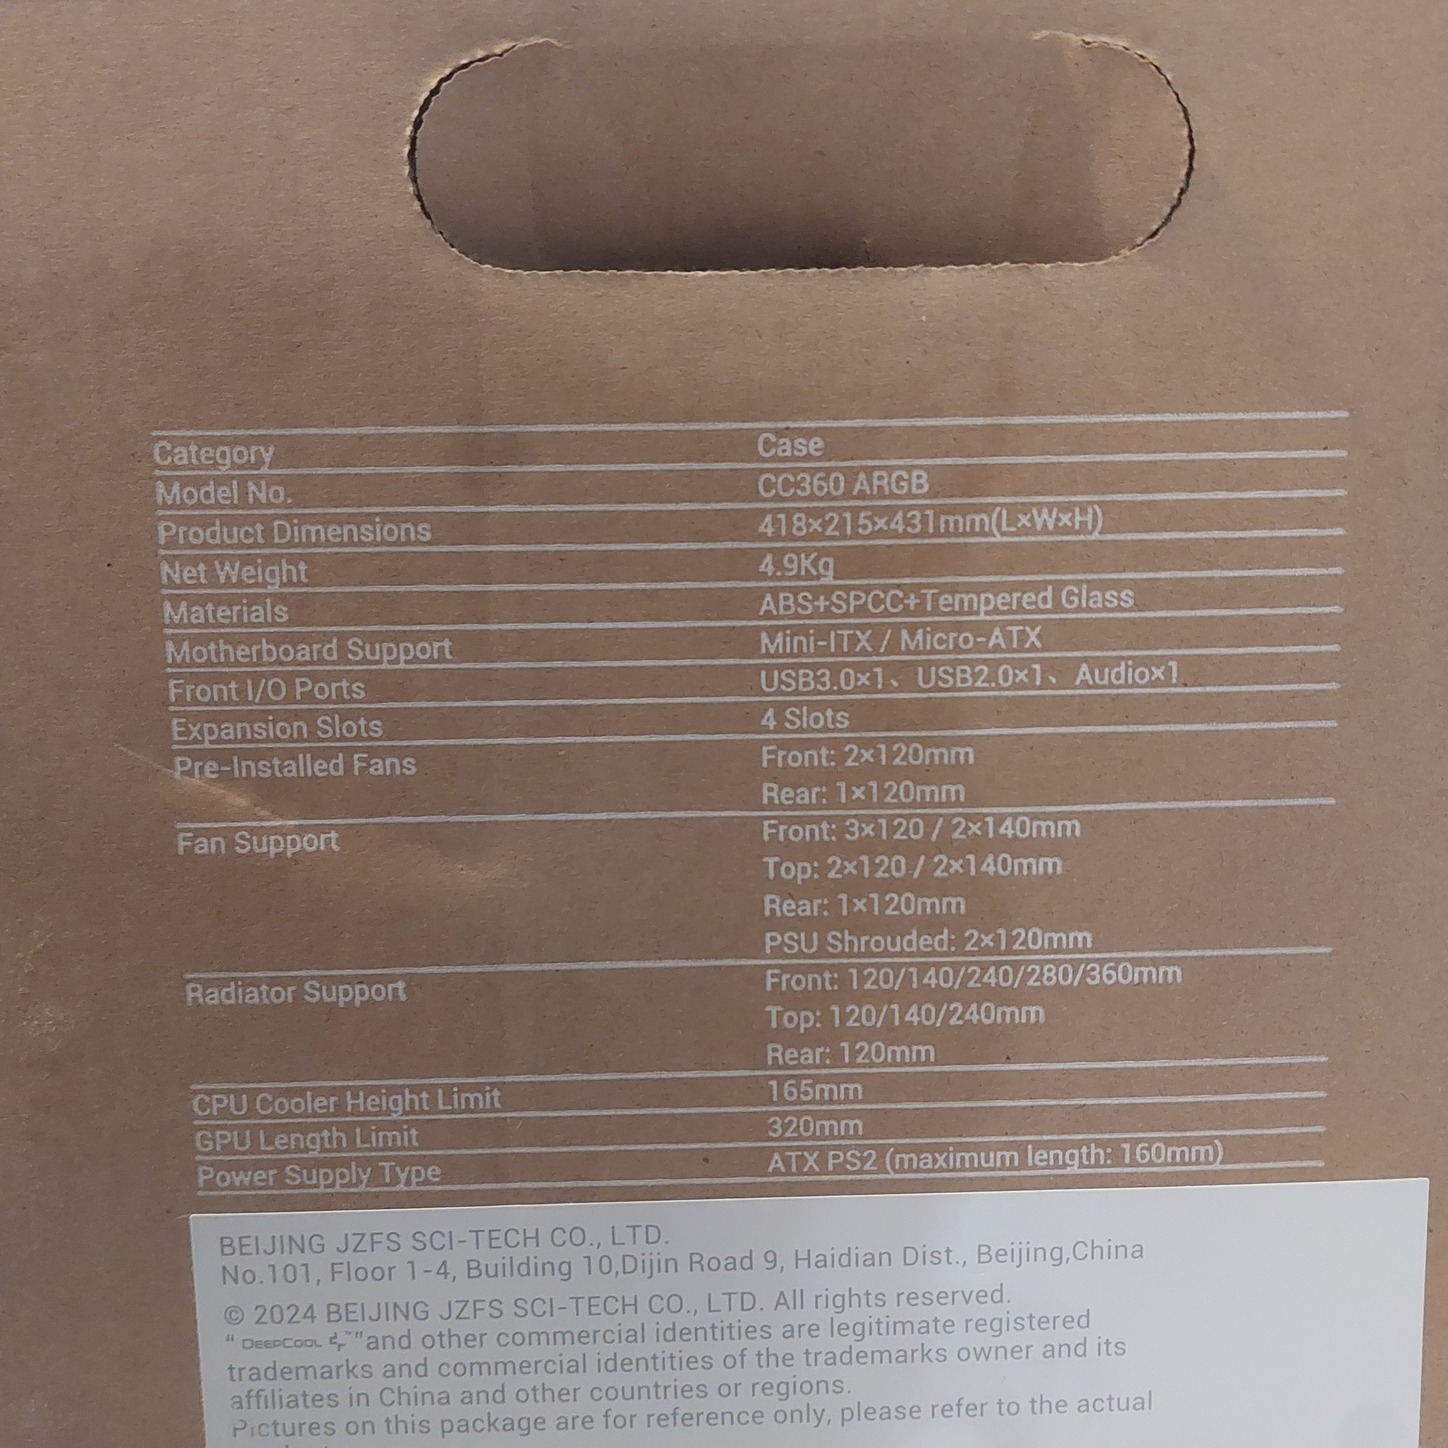 Category Case
Model No. CC360 ARGB
Product Dimensions 418×215×431mm(L×W×H)
Net Weight 4.9Kg
Materials ABS+SPCC+Tempered Glass
Motherboard Support Mini-ITX / Micro-ATX
Front I/O Ports USB3.0×1、USB2.0×1、Audio×1
Expansion Slots 4 Slots
Pre-Installed Fans Front: 2×120mm
Rear: 1×120mm
Fan Support Front: 3×120 / 2×140mm
Top: 2×120 / 2×140mm
Rear: 1×120mm
PSU Shrouded: 2×120mm
Radiator Support Front: 120/140/240/280/360mm
Top: 120/140/240mm
Rear: 120mm
CPU Cooler Height Limit 165mm
GPU Length Limit 320mm
Power Supply Type ATX PS2 (maximum length: 160mm)
BEIJING JZFS SCI-TECH CO., LTD.
No.101, Floor 1-4, Building 10,Dijin Road 9, Haidian Dist., Beijing,China
© 2024 BEIJING JZFS SCI-TECH CO., LTD. All rights reserved.
" DEEPCOOL ™"and other commercial identities are legitimate registered
trademarks and commercial identities of the trademarks owner and its
affiliates in China and other countries or regions.
Pictures on this package are for reference only, please refer to the actual